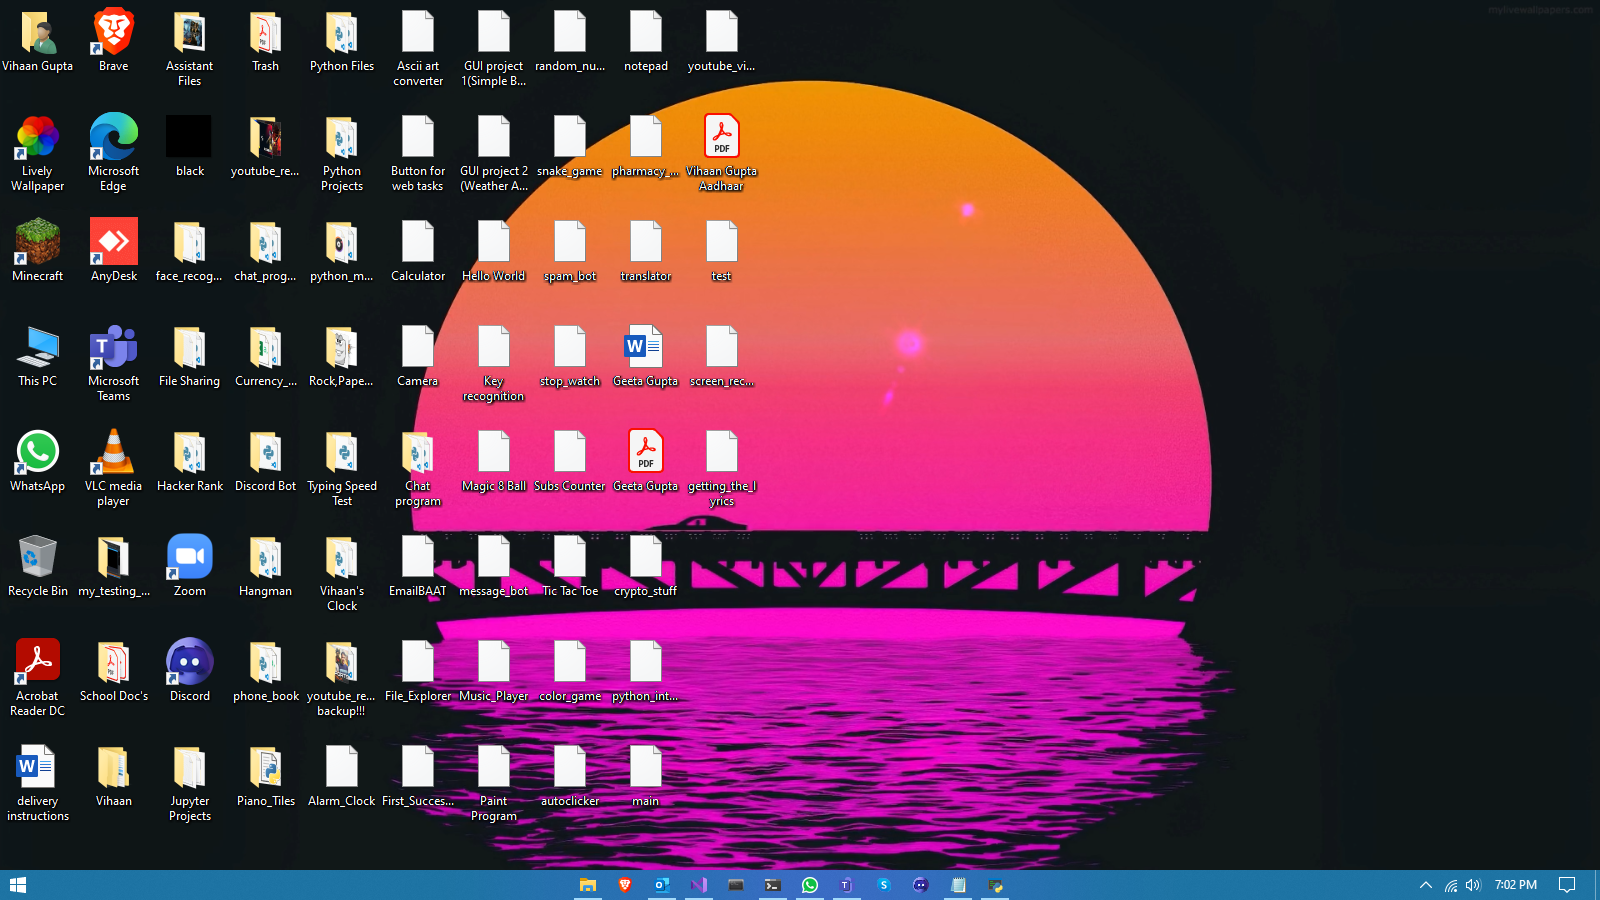 mylivewallpapers.com
Vihaan Gupta
Brave
Assistant
Files
Trash
Python Files
Ascii art
converter
GUI project
1(Simple B...
random_nu...
notepad
youtube_vi...
Lively
Wallpaper
Microsoft
Edge
black
youtube_re...
Python
Projects
Button for
web tasks
GUI project 2
(Weather A...
snake_game
pharmacy_...
PDF
Vihaan Gupta
Aadhaar
Minecraft
AnyDesk
face_recog...
chat_prog...
python_m...
Calculator
Hello World
spam_bot
translator
test
This PC
Microsoft
Teams
File Sharing
Currency_...
Rock,Pape...
Camera
Key
recognition
stop_watch
Geeta Gupta
screen_rec...
WhatsApp
VLC media
player
Hacker Rank
Discord Bot
Typing Speed
Test
Chat
program
Magic 8 Ball
Subs Counter
PDF
Geeta Gupta
getting_the_l
yrics
Recycle Bin
my_testing_...
Zoom
Hangman
Vihaan's
Clock
EmailBAAT
message_bot
Tic Tac Toe
crypto_stuff
Acrobat
Reader DC
School Doc's
Discord
phone_book
youtube_re...
backup!!!
File_Explorer
Music_Player
color_game
python_int...
delivery
instructions
Vihaan
Jupyter
Projects
Piano_Tiles
Alarm_Clock
First_Succes...
Paint
Program
autoclicker
main
7:02 PM